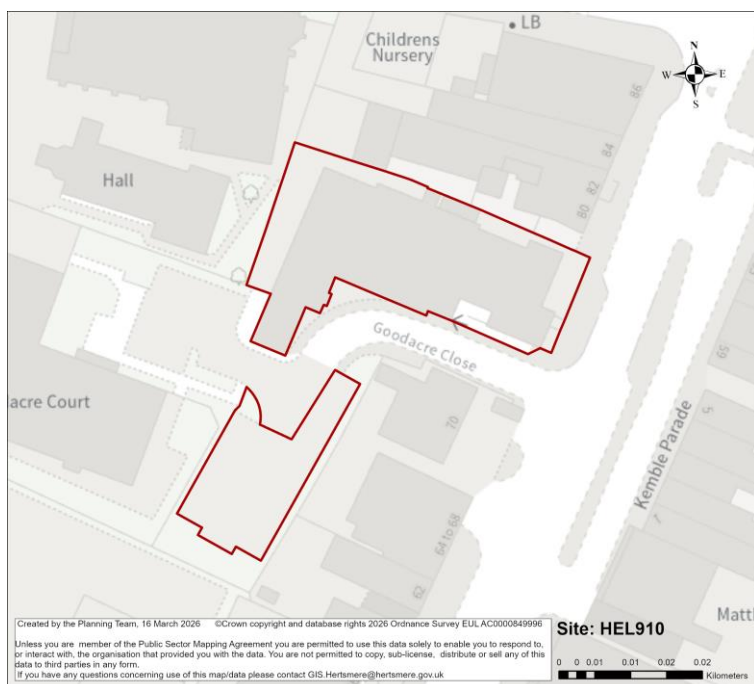 LB
N
W E
S
Childrens
Nursery
86
84
82
80
Hall
Goodacre Close
acre Court
70
64 to 68
62
59
5
1
Kemble Parade
Matt
Created by the Planning Team, 16 March 2026 ©Crown copyright and database rights 2026 Ordnance Survey EUL AC0000849996
Unless you are member of the Public Sector Mapping Agreement you are permitted to use this data solely to enable you to respond to,
or interact with, the organisation that provided you with the data. You are not permitted to copy, sub-license, distribute or sell any of this
data to third parties in any form.
If you have any questions concerning use of this map/data please contact GIS.Hertsmere@hertsmere.gov.uk
Site: HEL910
0 0 0.01 0.01 0.02 0.02
Kilometers